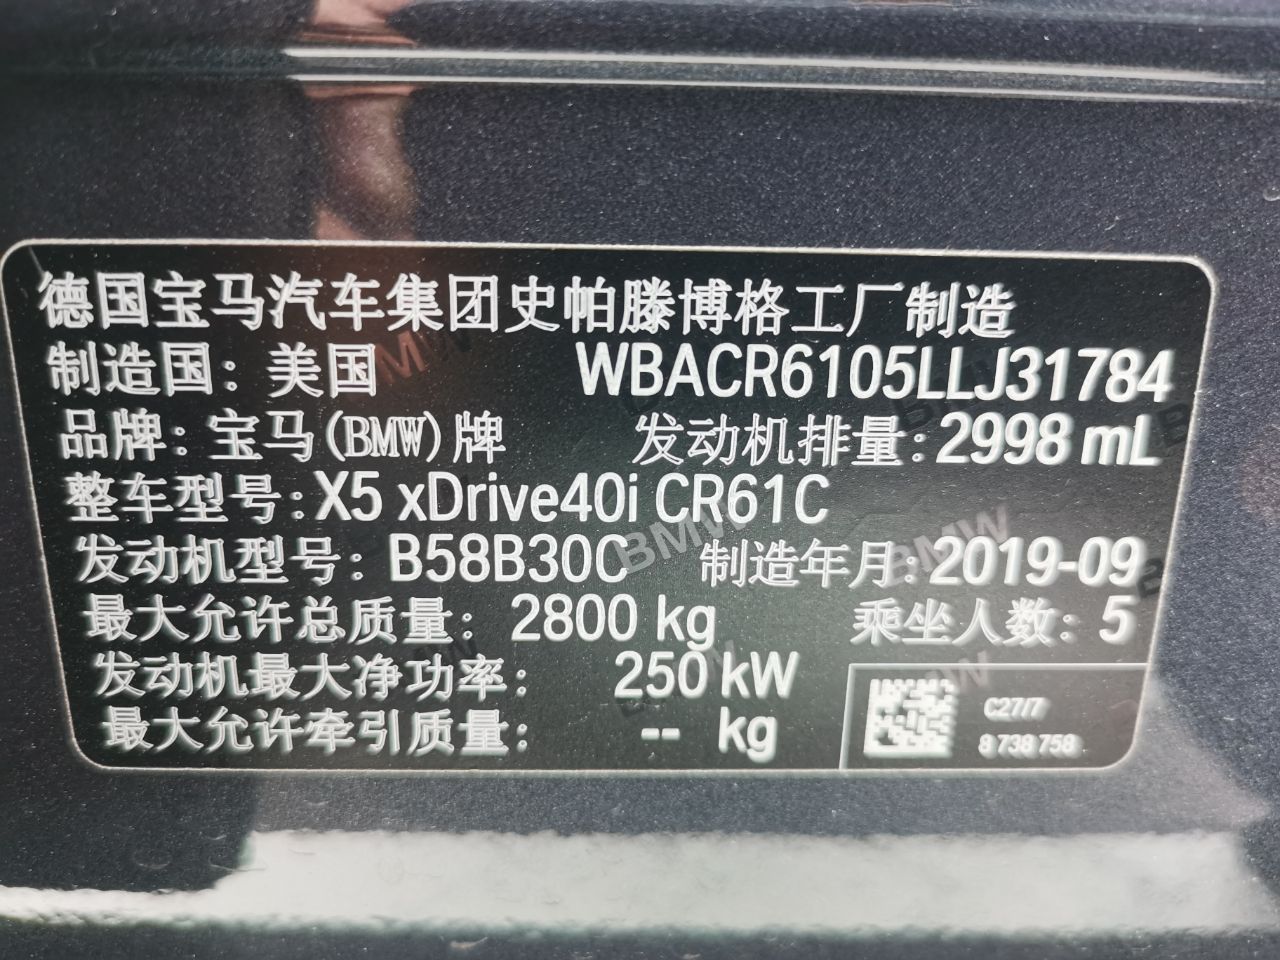 德国宝马汽车集团史帕滕博格工厂制造
制造国：美国 WBACR6105LLJ31784
品牌：宝马(BMW)牌 发动机排量：2998 mL
整车型号：X5 xDrive40i CR61C
发动机型号：B58B30C 制造年月：2019-09
最大允许总质量：2800 kg 乘坐人数：5
发动机最大净功率：250 kW
最大允许牵引质量：-- kg
C27/7
8 738 758